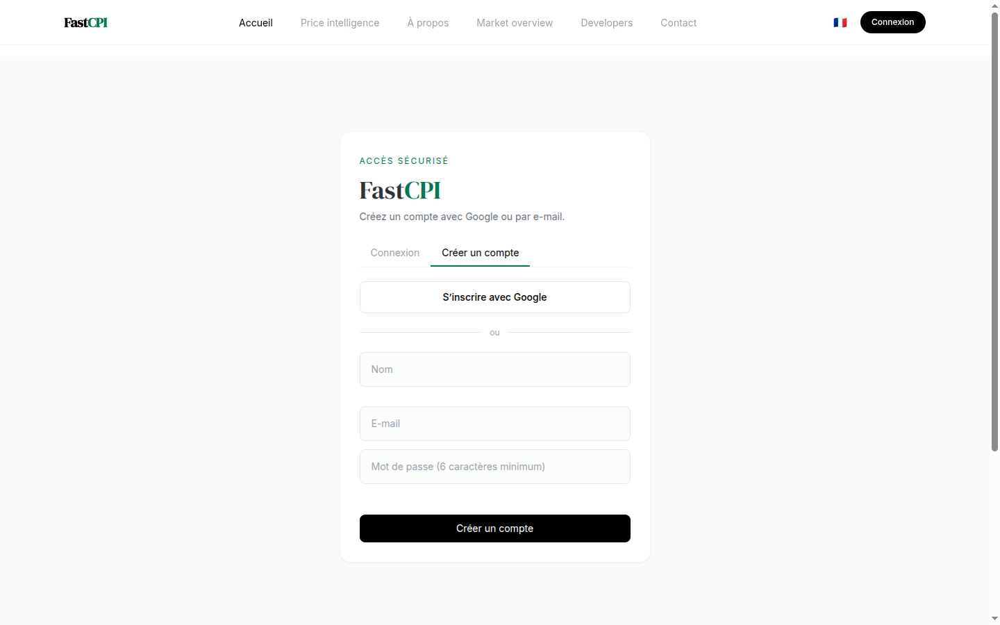 FastCPI
Accueil
Price intelligence
À propos
Market overview
Developers
Contact
Connexion
ACCÈS SÉCURISÉ
FastCPI
Créez un compte avec Google ou par e-mail.
Connexion
Créer un compte
S’inscrire avec Google
ou
Nom
E-mail
Mot de passe (6 caractères minimum)
Créer un compte